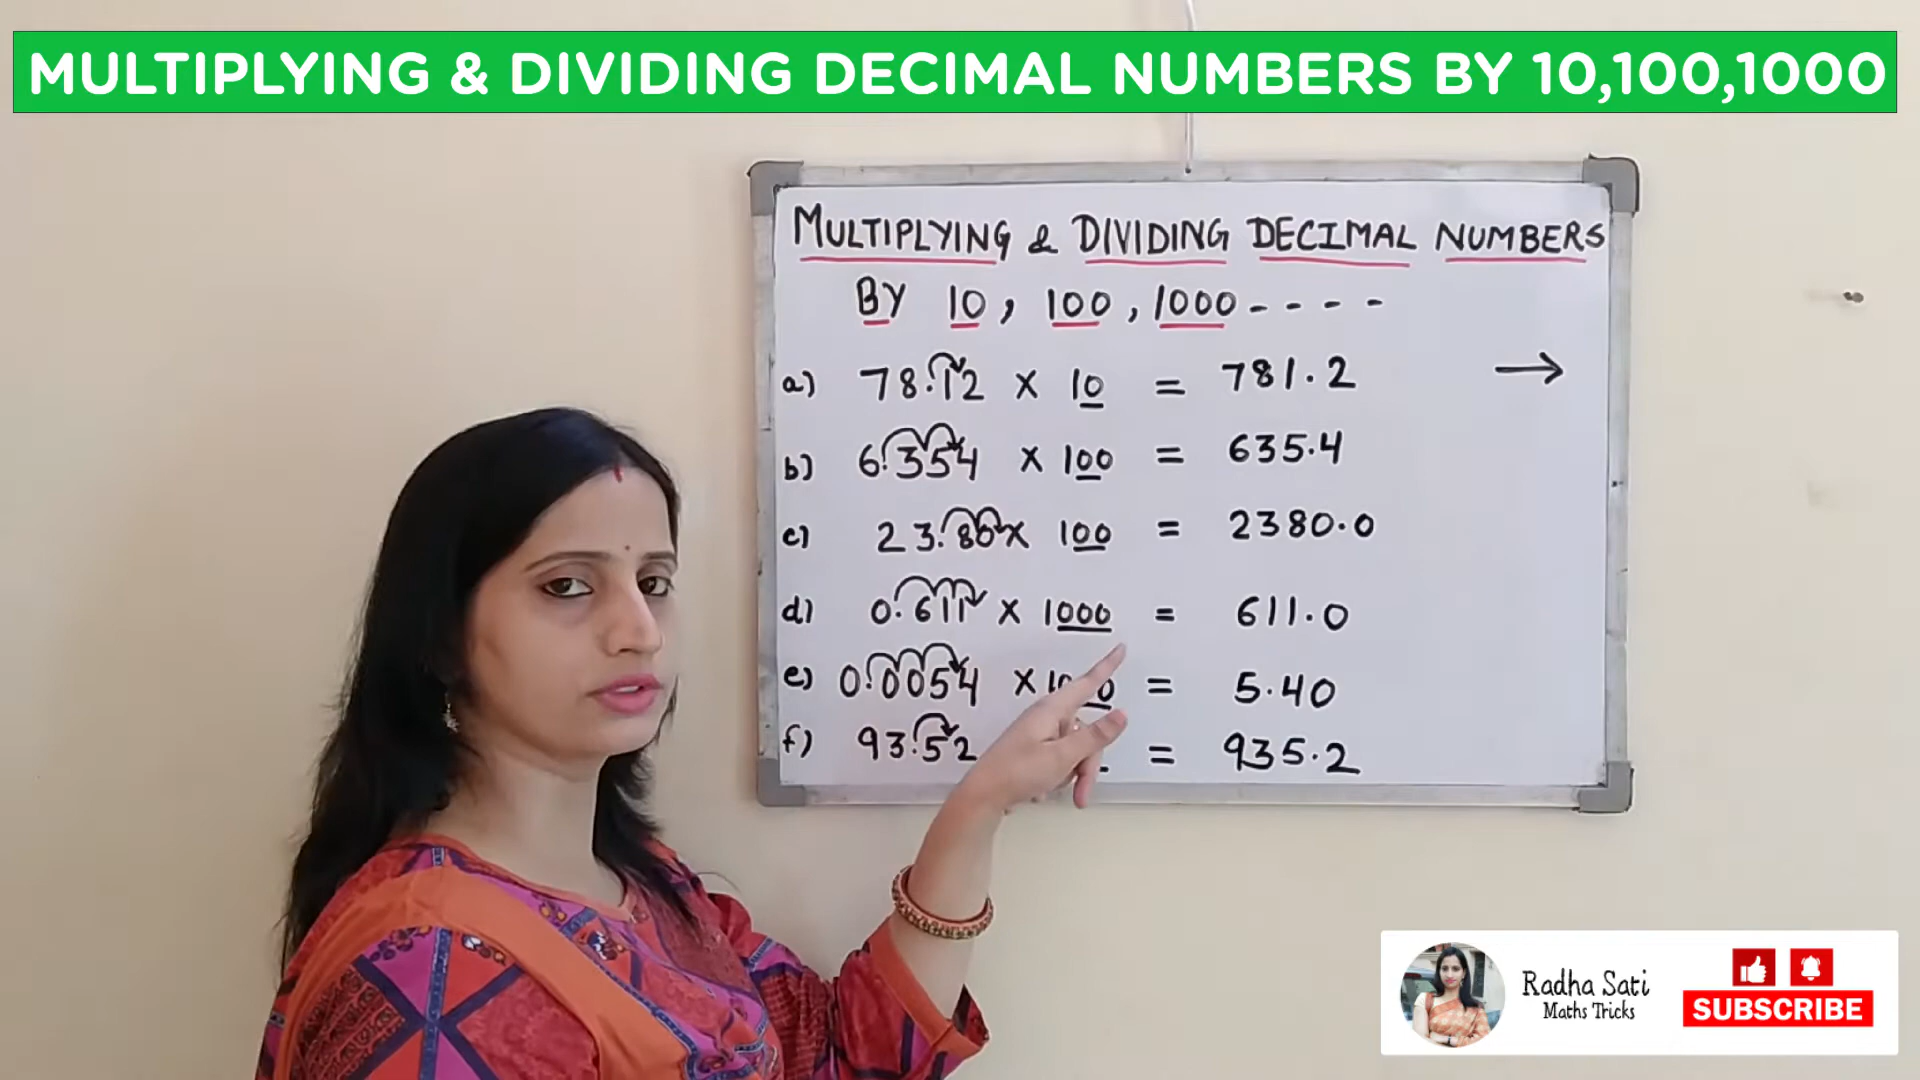 MULTIPLYING & DIVIDING DECIMAL NUMBERS BY 10,100,1000
MULTIPLYING & DIVIDING DECIMAL NUMBERS
BY 10, 100, 1000----
a) 78.12 x 10 = 781.2 →
b) 6.354 x 100 = 635.4
c) 23.80 x 100 = 2380.0
d) 0.611 x 1000 = 611.0
e) 0.0054 x = 5.40
f) 93.52 = 935.2
Radha Sati
Maths Tricks
SUBSCRIBE